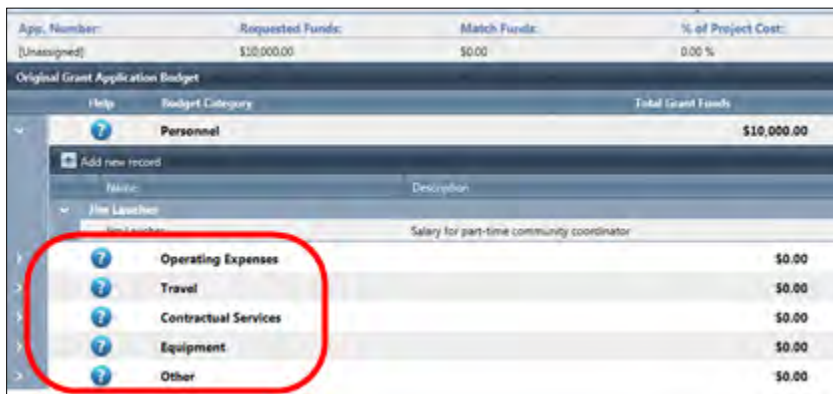 App. Number: Requested Funds: Match Funds: % of Project Cost:
[Unassigned] $10,000.00 $0.00 0.00 %
Original Grant Application Budget
Help Budget Category Total Grant Funds
Personnel $10,000.00
Add new record
Name Description
Jim Laucher
Jim Laucher Salary for part-time community coordinator
Operating Expenses $0.00
Travel $0.00
Contractual Services $0.00
Equipment $0.00
Other $0.00